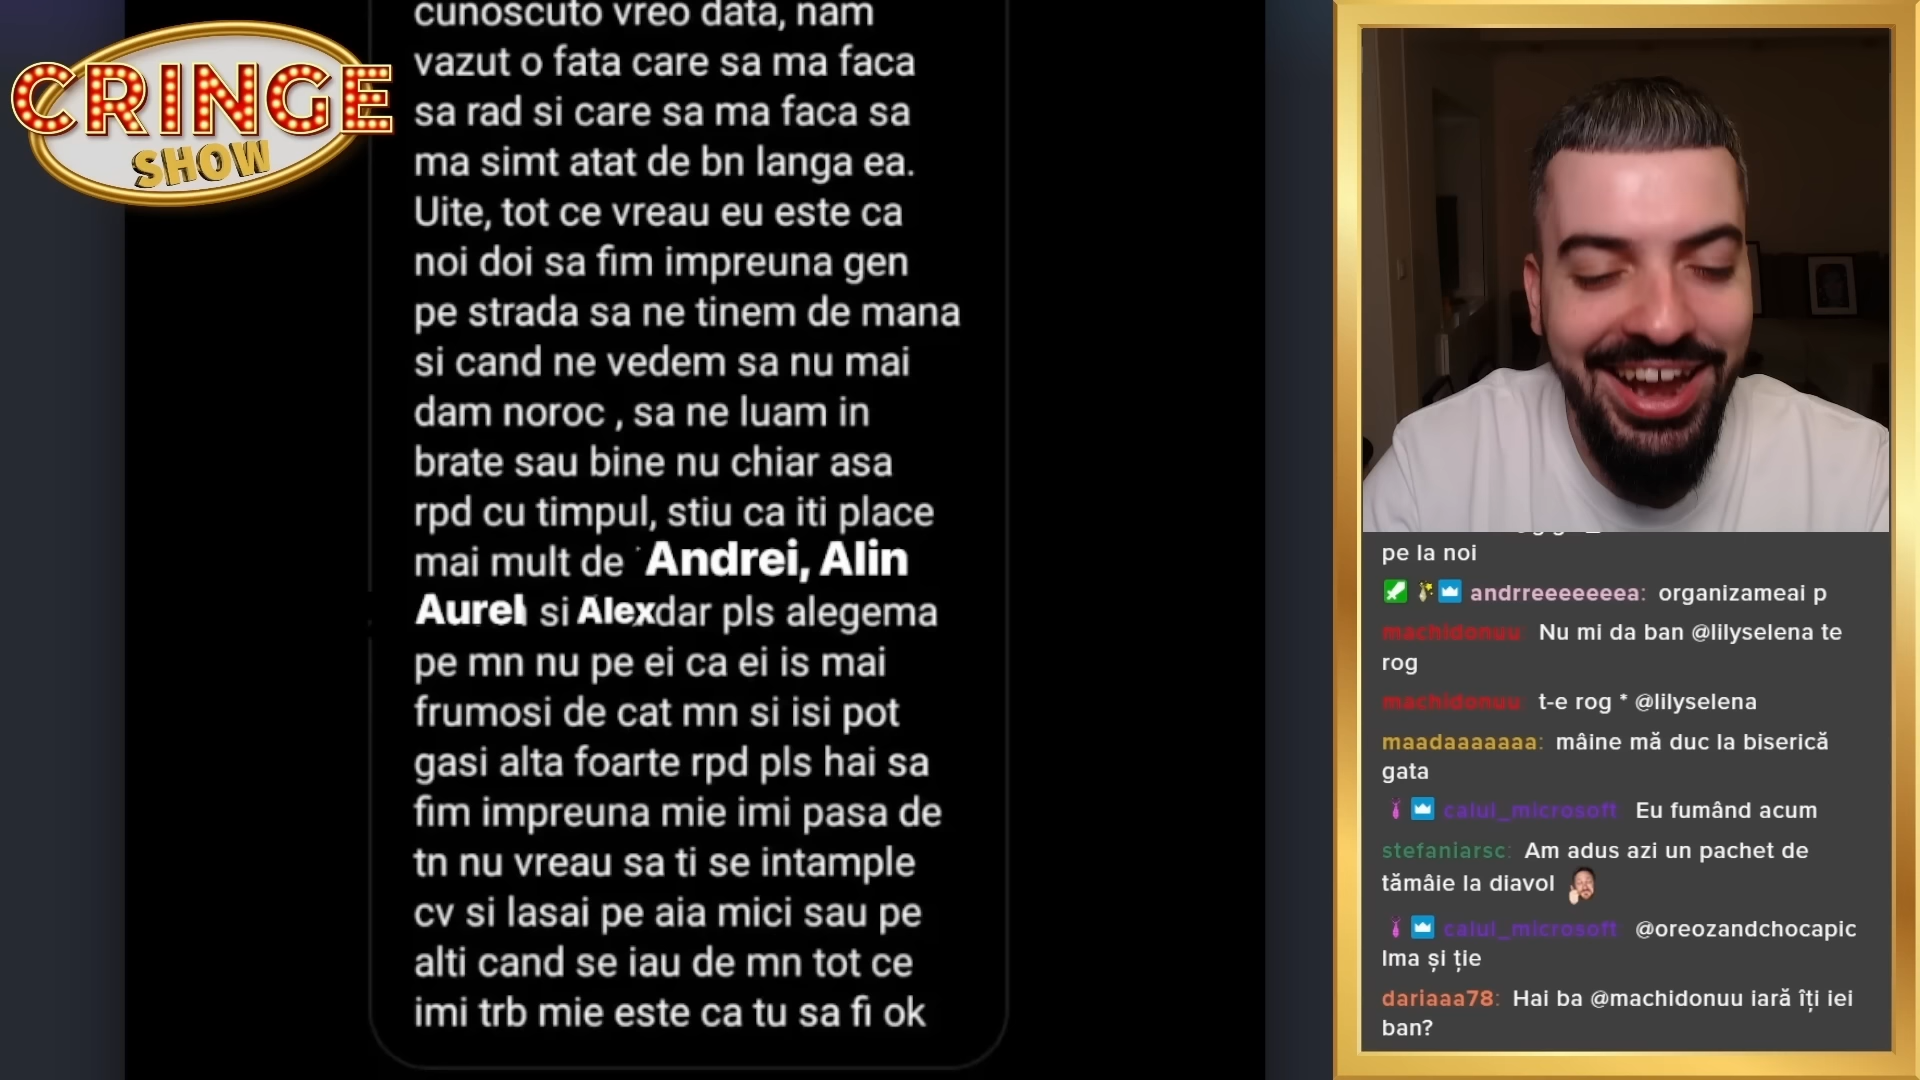 CRINGE
SHOW
cunoscuto vreo data, nam
vazut o fata care sa ma faca
sa rad si care sa ma faca sa
ma simt atat de bn langa ea.
Uite, tot ce vreau eu este ca
noi doi sa fim impreuna gen
pe strada sa ne tinem de mana
si cand ne vedem sa nu mai
dam noroc , sa ne luam in
brate sau bine nu chiar asa
rpd cu timpul, stiu ca iti place
mai mult de Andrei, Alin
Aurel si Alex dar pls alegema
pe mn nu pe ei ca ei is mai
frumosi de cat mn si isi pot
gasi alta foarte rpd pls hai sa
fim impreuna mie imi pasa de
tn nu vreau sa ti se intample
cv si lasai pe aia mici sau pe
alti cand se iau de mn tot ce
imi trb mie este ca tu sa fi ok
pe la noi
andrreeeeeeea: organizameai p
machidonuu: Nu mi da ban @lilyselena te
rog
machidonuu: t-e rog * @lilyselena
maadaaaaaaa: mâine mă duc la biserică
gata
calul_microsoft: Eu fumând acum
stefaniarsc: Am adus azi un pachet de
tămâie la diavol
calul_microsoft: @oreozandchocapic
lma și ție
dariaaa78: Hai ba @machidonuu iară îți iei
ban?